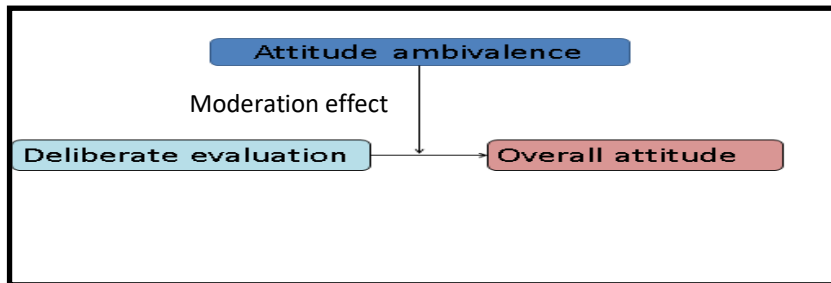 Attitude ambivalence
Moderation effect
Deliberate evaluation
Overall attitude